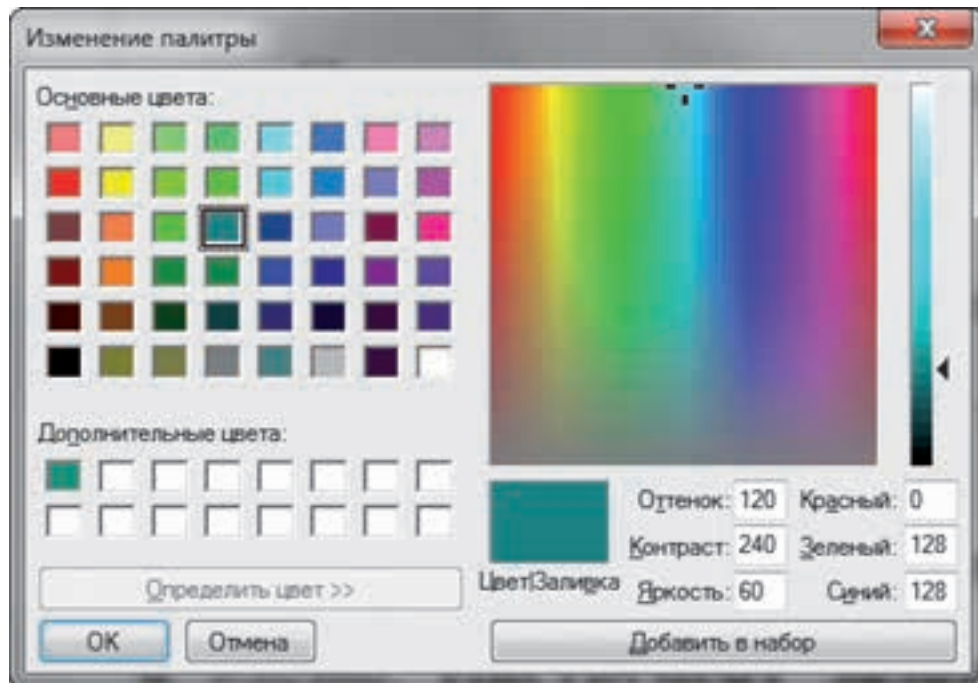 Изменение палитры
x
Основные цвета:
Дополнительные цвета:
Определить цвет >>
ОК
Отмена
Цвет|Заливка
Оттенок: 120
Контраст: 240
Яркость: 60
Красный: 0
Зеленый: 128
Синий: 128
Добавить в набор